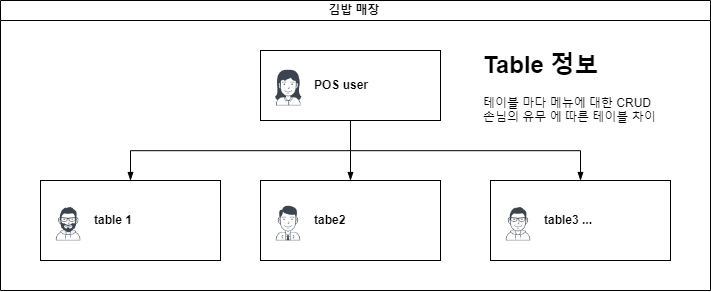 김밥 매장
POS user
Table 정보
테이블 마다 메뉴에 대한 CRUD
손님의 유무 에 따른 테이블 차이
table 1
tabe2
table3 ...